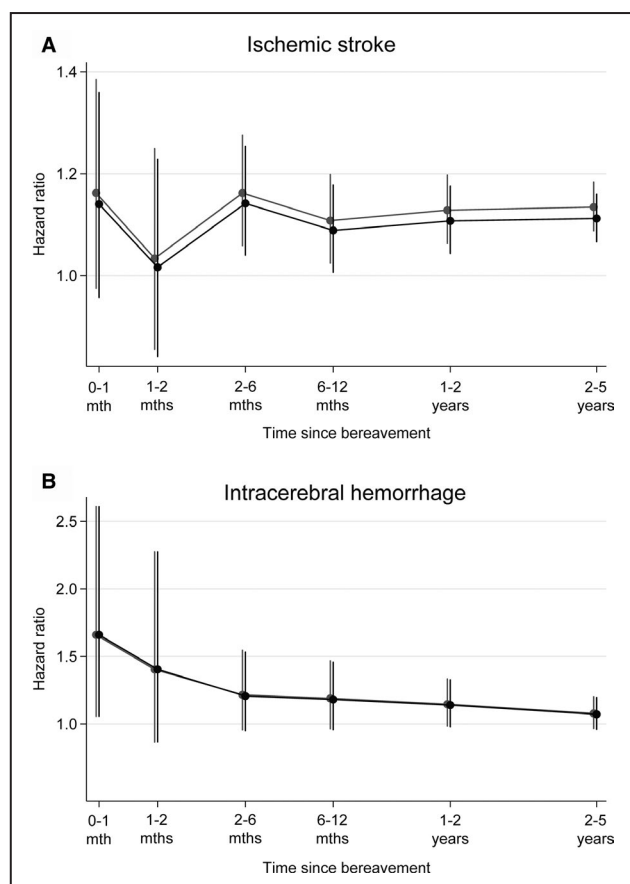 A
Ischemic stroke
1.4
1.2
1.0
Hazard ratio
0-1 1-2 2-6 6-12 1-2 2-5
mth mths mths mths years years
Time since bereavement
B
Intracerebral hemorrhage
2.5
2.0
1.5
1.0
Hazard ratio
0-1 1-2 2-6 6-12 1-2 2-5
mth mths mths mths years years
Time since bereavement